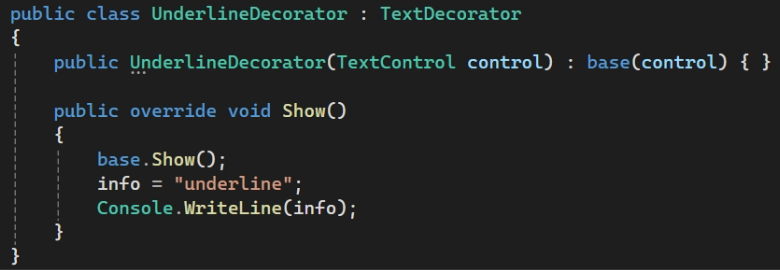 public class UnderlineDecorator : TextDecorator
{
    public UnderlineDecorator(TextControl control) : base(control) { }

    public override void Show()
    {
        base.Show();
        info = "underline";
        Console.WriteLine(info);
    }
}